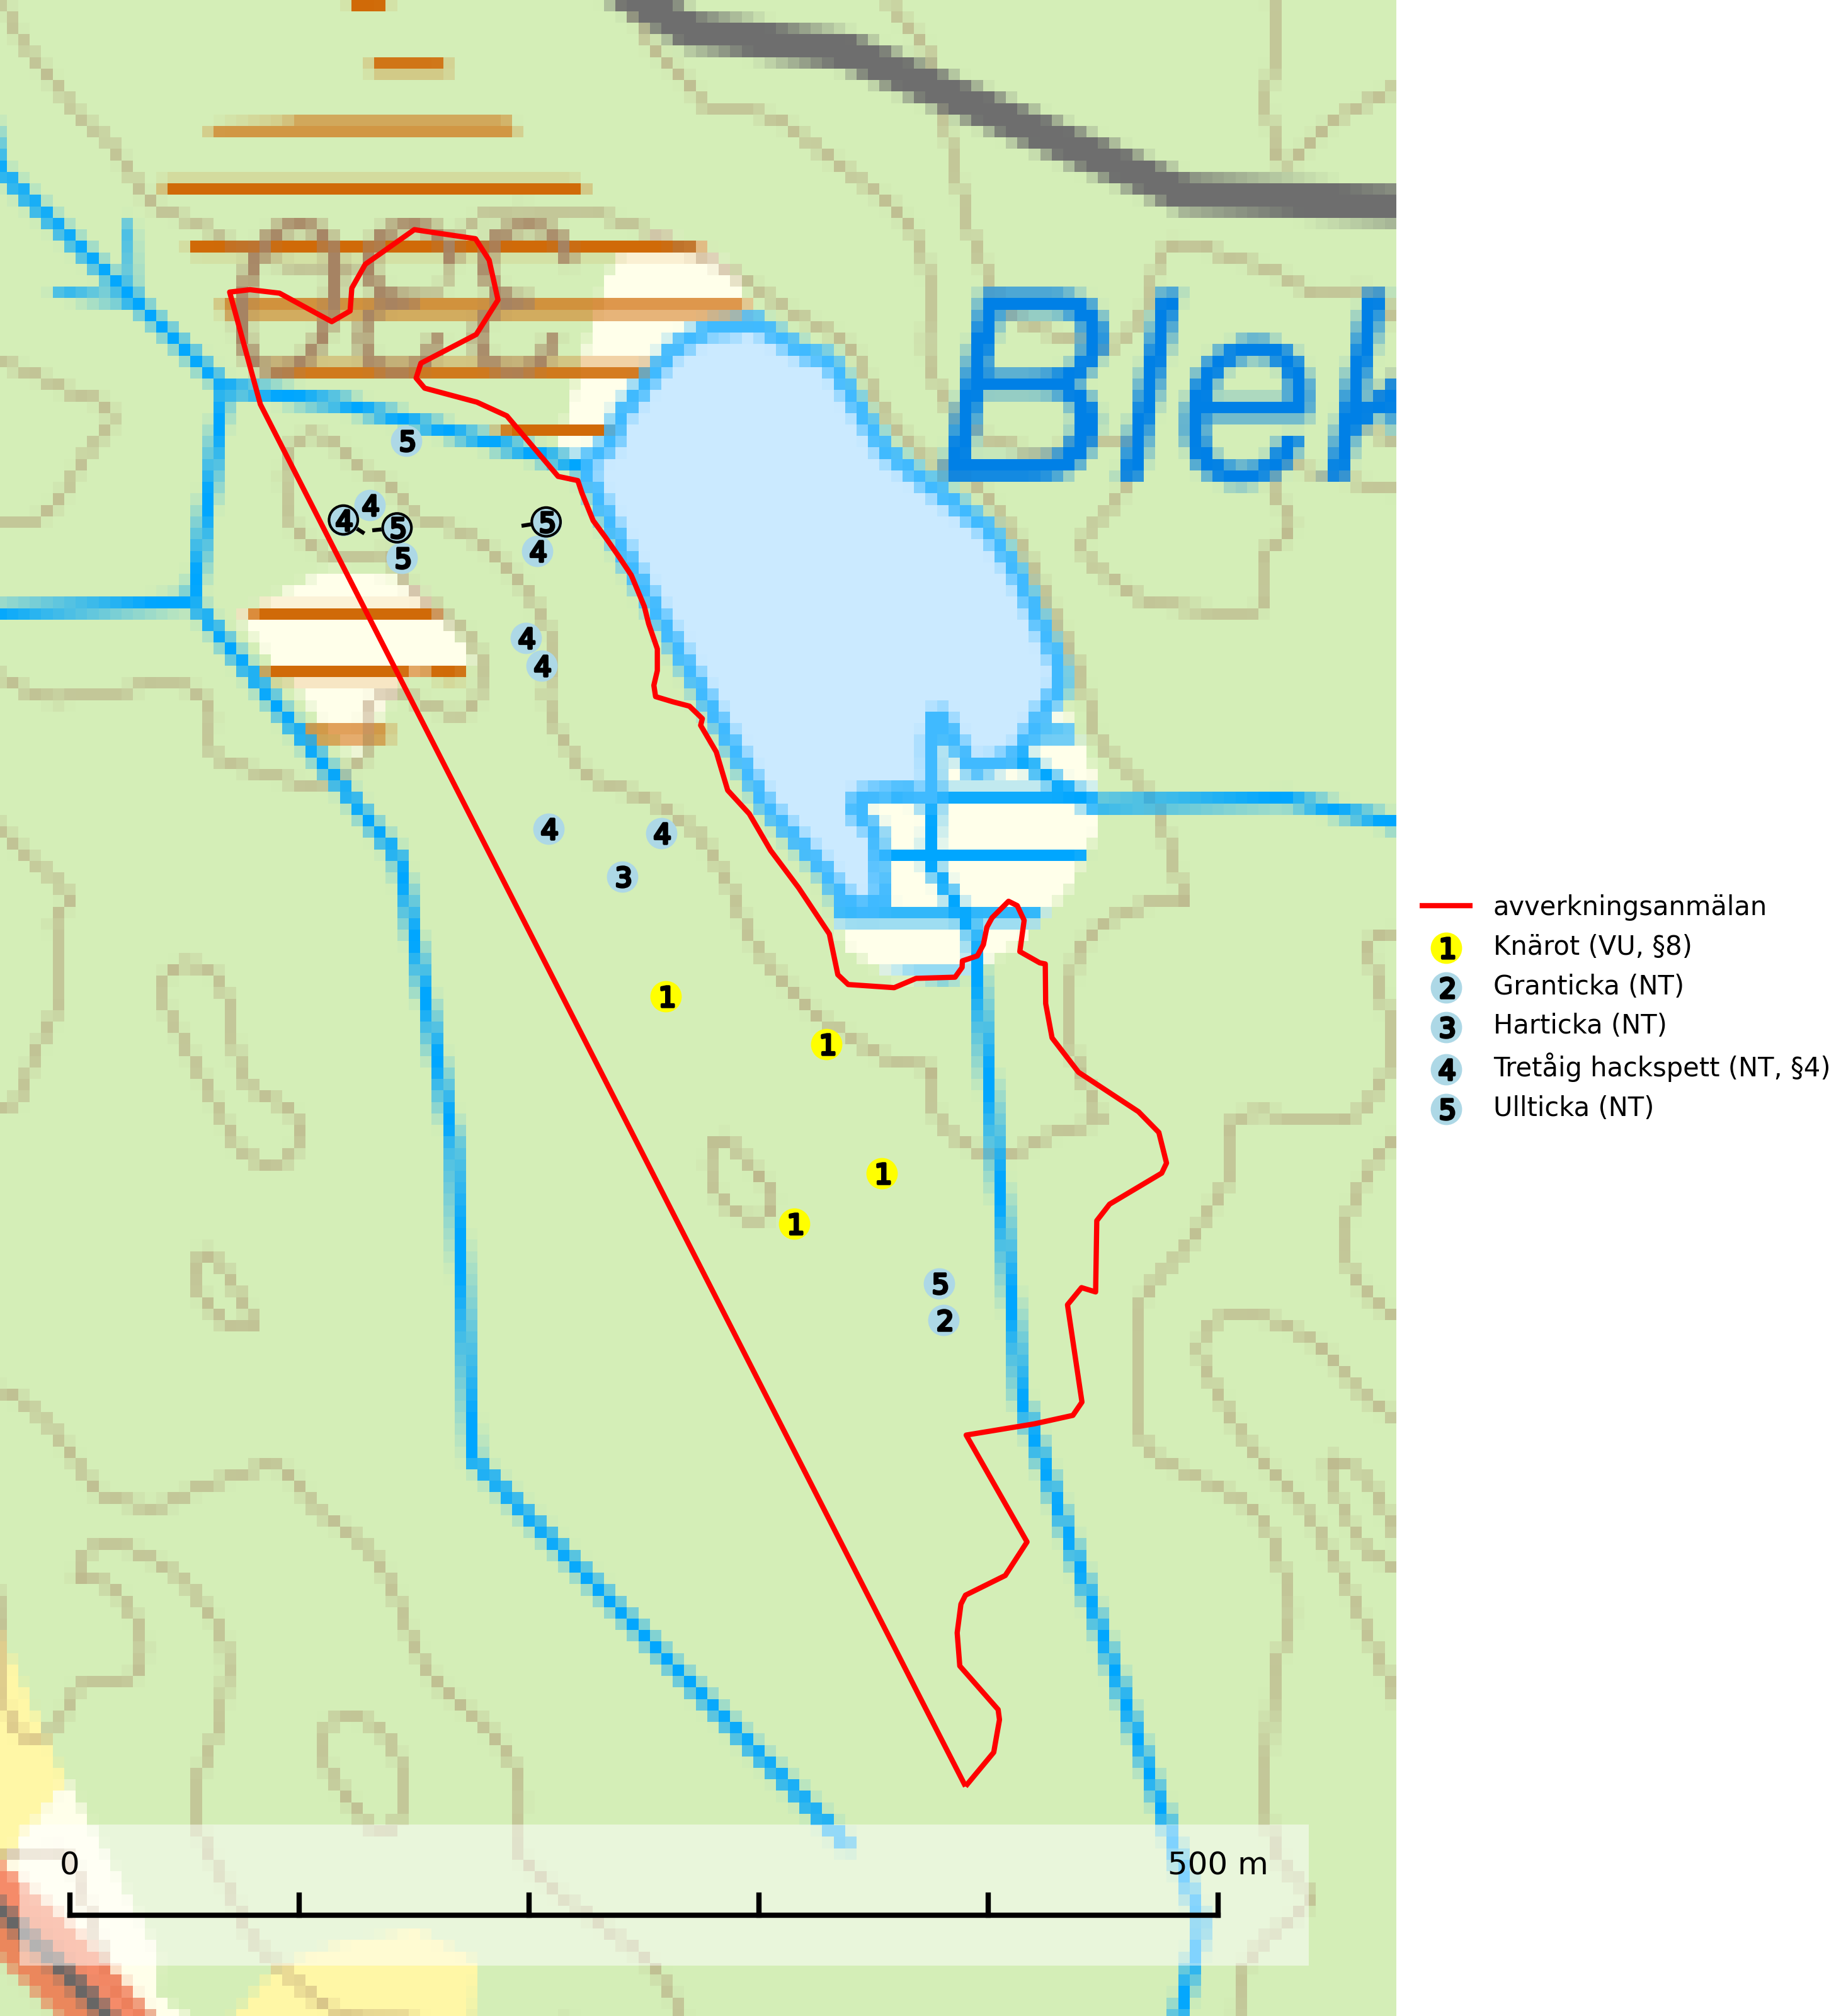 Blek
5
4
4
5
5
5
4
4
4
4
4
3
1
1
1
1
5
2
avverkningsanmälan
1 Knärot (VU, §8)
2 Granticka (NT)
3 Harticka (NT)
4 Tretåig hackspett (NT, §4)
5 Ullticka (NT)
0 500 m